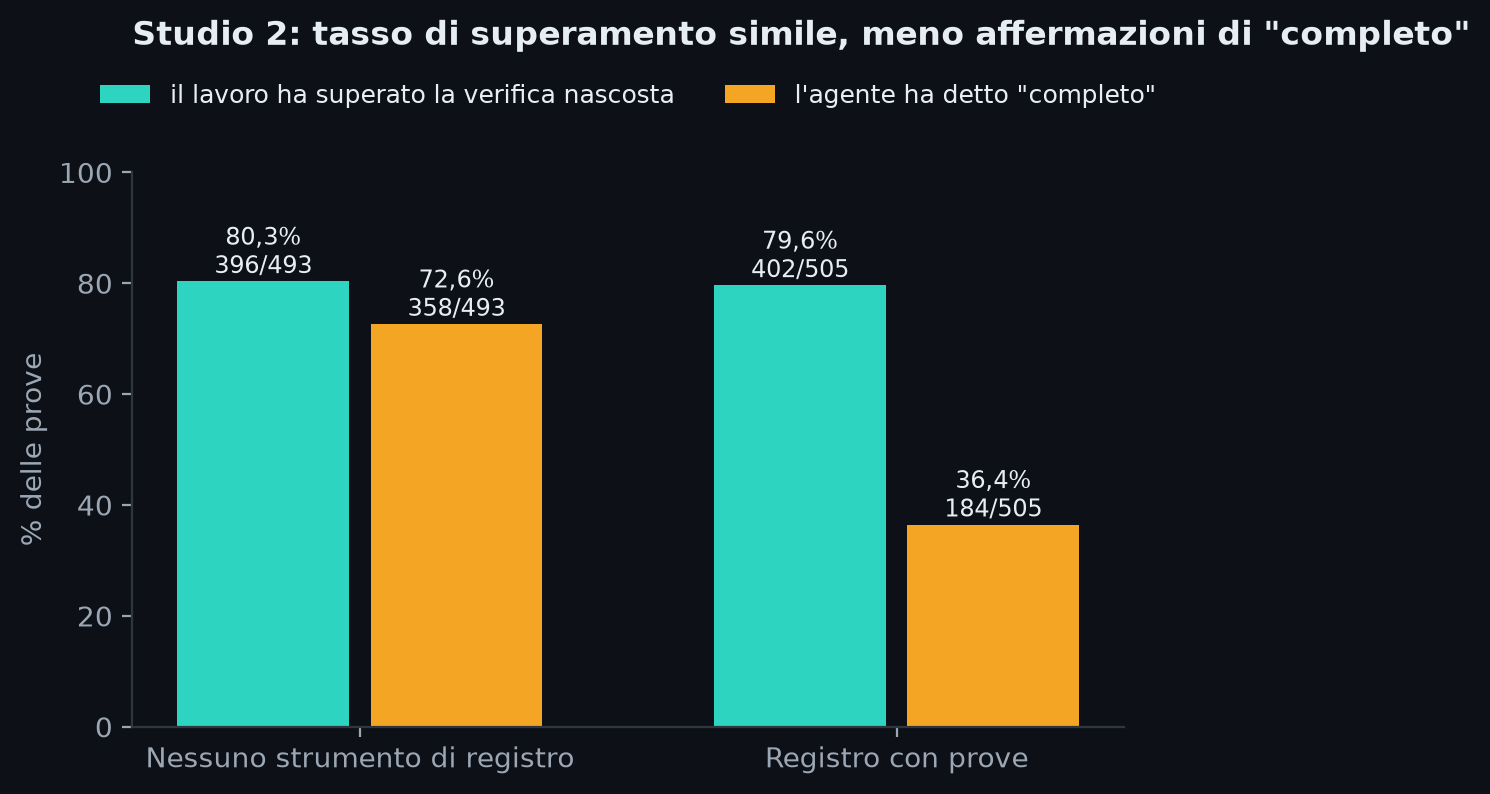 Studio 2: tasso di superamento simile, meno affermazioni di "completo"
il lavoro ha superato la verifica nascosta
l'agente ha detto "completo"
% delle prove
100
80
60
40
20
0
80,3%
396/493
72,6%
358/493
79,6%
402/505
36,4%
184/505
Nessuno strumento di registro
Registro con prove